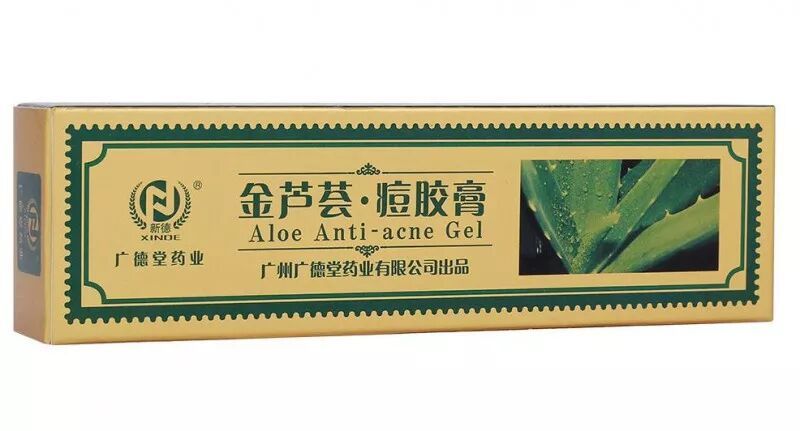 新德
XINDE
®
广德堂药业
金芦荟·痘胶膏
Aloe Anti-acne Gel
广州广德堂药业有限公司出品